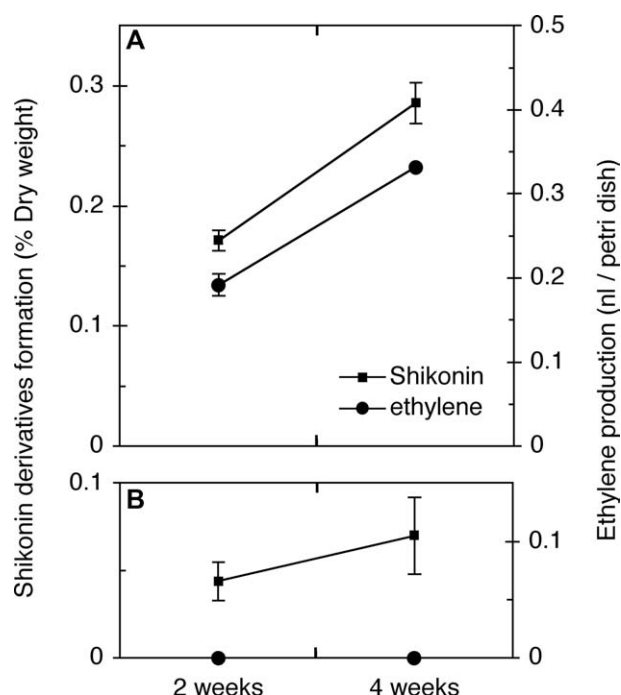 Shikonin derivatives formation (% Dry weight)
A
0.3
0.2
0.1
0
0.5
0.4
0.3
0.2
0.1
0
Shikonin
ethylene
Ethylene production (nl / petri dish)
B
0.1
0
0.1
0
2 weeks
4 weeks